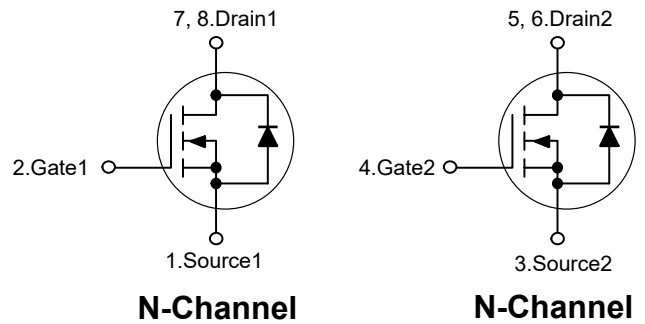 7, 8.Drain1
5, 6.Drain2
2.Gate1
4.Gate2
1.Source1
3.Source2
N-Channel
N-Channel